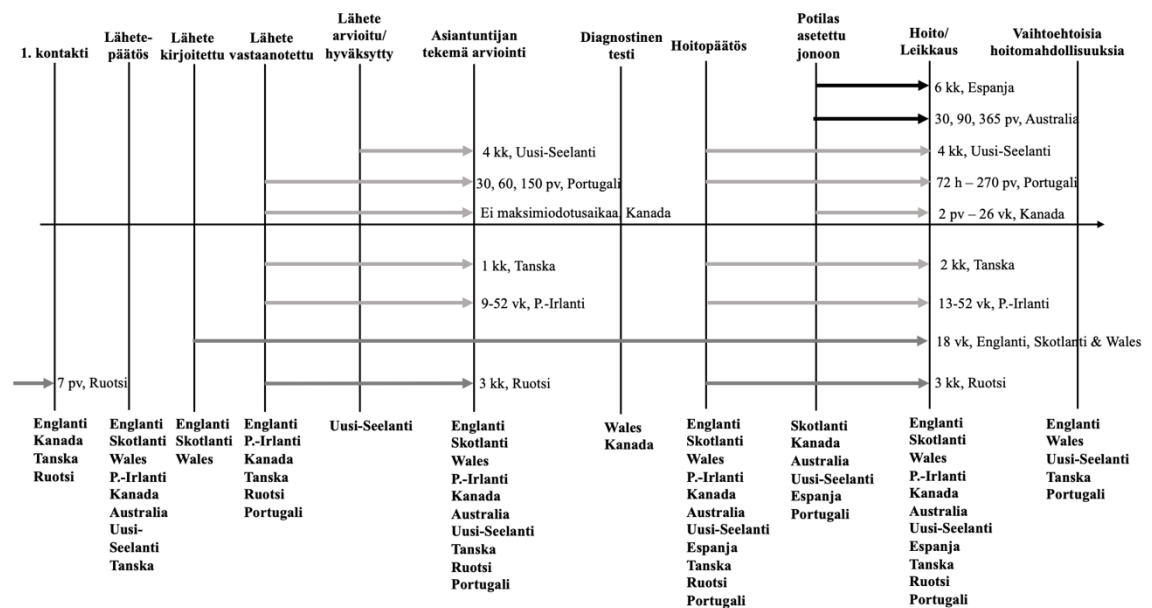 1. kontakti
Lähete-
päätös
Lähete
kirjoitettu
Lähete
vastaanotettu
Lähete
arvioitu/
hyväksytty
Asiantuntijan
tekemä arviointi
Diagnostinen
testi
Hoitopäätös
Potilas
asetettu
jonoon
Hoito/
Leikkaus
Vaihtoehtoisia
hoitomahdollisuuksia
6 kk, Espanja
30, 90, 365 pv, Australia
4 kk, Uusi-Seelanti
4 kk, Uusi-Seelanti
30, 60, 150 pv, Portugali
72 h – 270 pv, Portugali
Ei maksimiodotusaikaa, Kanada
2 pv – 26 vk, Kanada
1 kk, Tanska
2 kk, Tanska
9-52 vk, P.-Irlanti
13-52 vk, P.-Irlanti
18 vk, Englanti, Skotlanti & Wales
7 pv, Ruotsi
3 kk, Ruotsi
3 kk, Ruotsi
Englanti
Kanada
Tanska
Ruotsi
Englanti
Skotlanti
Wales
P.-Irlanti
Kanada
Australia
Uusi-
Seelanti
Tanska
Englanti
Skotlanti
Wales
Englanti
P.-Irlanti
Kanada
Tanska
Ruotsi
Portugali
Uusi-Seelanti
Englanti
Skotlanti
Wales
P.-Irlanti
Kanada
Australia
Uusi-Seelanti
Tanska
Ruotsi
Portugali
Wales
Kanada
Englanti
Skotlanti
Wales
P.-Irlanti
Kanada
Australia
Uusi-Seelanti
Espanja
Tanska
Ruotsi
Portugali
Skotlanti
Kanada
Australia
Uusi-Seelanti
Espanja
Portugali
Englanti
Skotlanti
Wales
P.-Irlanti
Kanada
Australia
Uusi-Seelanti
Espanja
Tanska
Ruotsi
Portugali
Englanti
Wales
Uusi-Seelanti
Tanska
Portugali